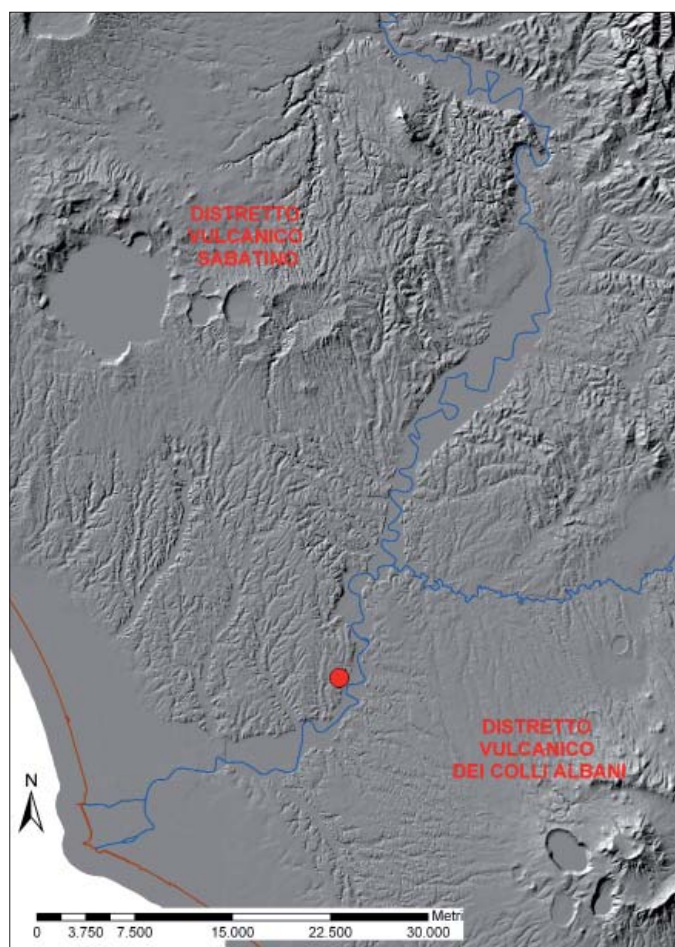 DISTRETTO
VULCANICO
SABATINO
DISTRETTO
VULCANICO
DEI COLLI ALBANI
N
Metri
0 3.750 7.500 15.000 22.500 30.000